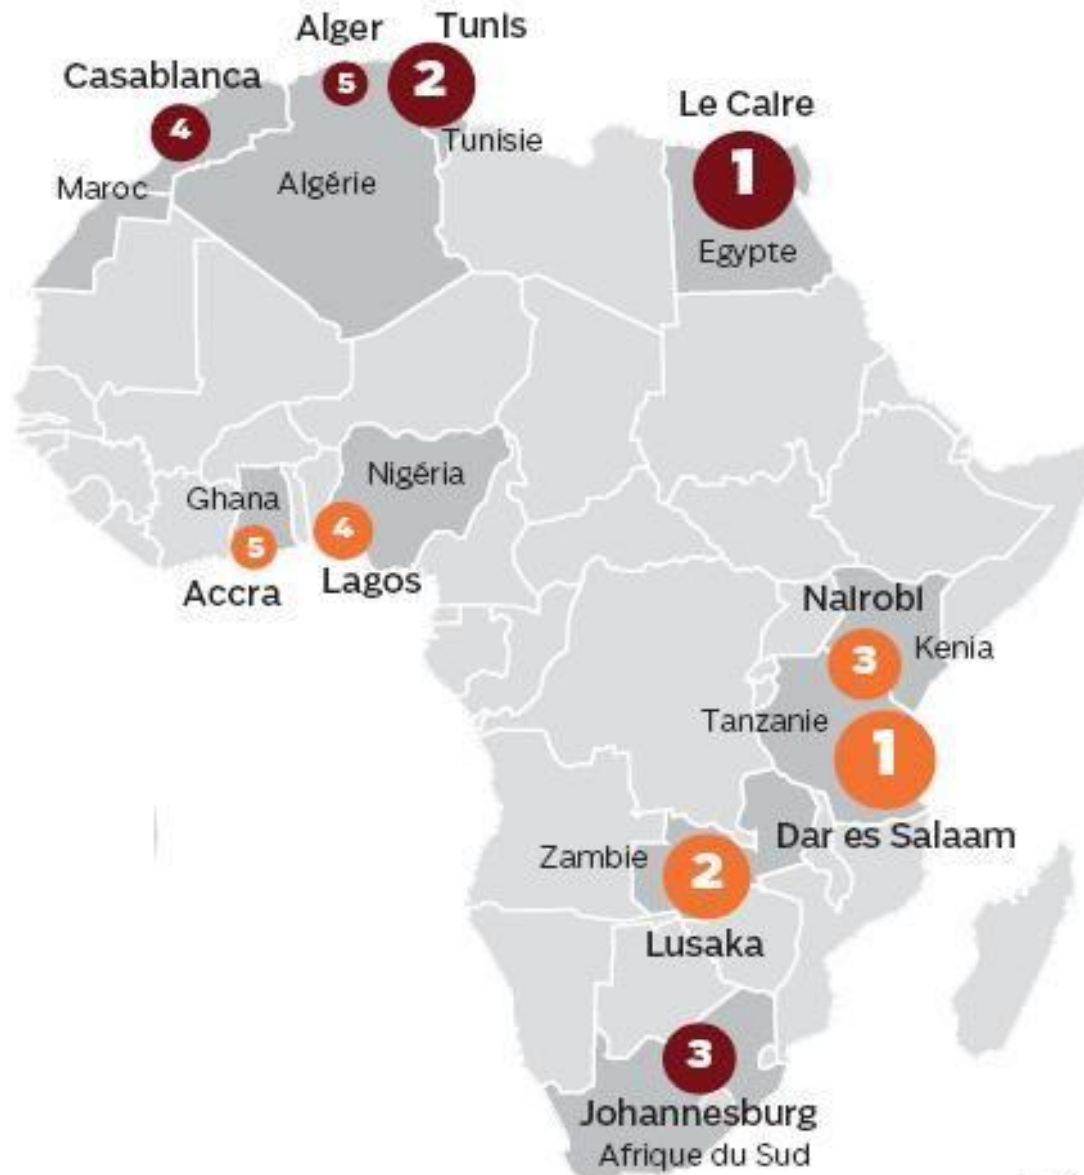 Alger
Tunis
Casablanca
5
2
Le Caire
4
1
Tunisie
Maroc
Algérie
Egypte
Nigéria
Ghana
4
5
Lagos
Accra
Nairobi
3
Kenia
Tanzanie
1
Dar es Salaam
Zambie
2
Lusaka
3
Johannesburg
Afrique du Sud